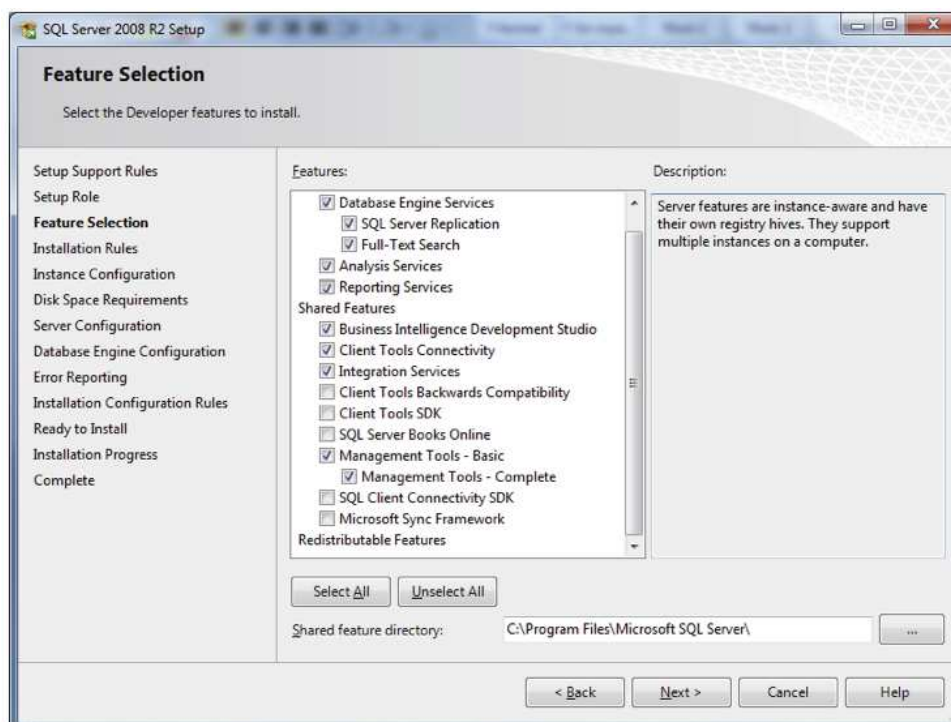 SQL Server 2008 R2 Setup
Feature Selection
Select the Developer features to install.
Setup Support Rules
Setup Role
Feature Selection
Installation Rules
Instance Configuration
Disk Space Requirements
Server Configuration
Database Engine Configuration
Error Reporting
Installation Configuration Rules
Ready to Install
Installation Progress
Complete
Features:
Database Engine Services
SQL Server Replication
Full-Text Search
Analysis Services
Reporting Services
Shared Features
Business Intelligence Development Studio
Client Tools Connectivity
Integration Services
Client Tools Backwards Compatibility
Client Tools SDK
SQL Server Books Online
Management Tools - Basic
Management Tools - Complete
SQL Client Connectivity SDK
Microsoft Sync Framework
Redistributable Features
Description:
Server features are instance-aware and have
their own registry hives. They support
multiple instances on a computer.
Select All
Unselect All
Shared feature directory:
C:\Program Files\Microsoft SQL Server\
...
< Back
Next >
Cancel
Help